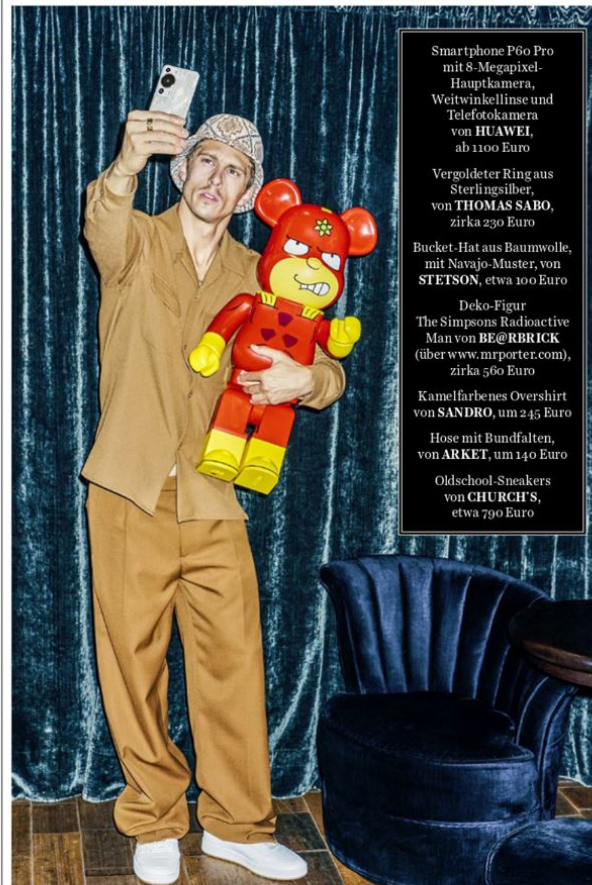 Smartphone P60 Pro
mit 8-Megapixel-
Hauptkamera,
Weitwinkellinse und
Telefotokamera
von HUAWEI,
ab 1100 Euro
Vergoldeter Ring aus
Sterlingsilber,
von THOMAS SABO,
zirka 230 Euro
Bucket-Hat aus Baumwolle,
mit Navajo-Muster, von
STETSON, etwa 100 Euro
Deko-Figur
The Simpsons Radioactive
Man von BE@RBRICK
(über www.mrporter.com),
zirka 560 Euro
Kamelfarbenes Overshirt
von SANDRO, um 245 Euro
Hose mit Bundfalten,
von ARKET, um 140 Euro
Oldschool-Sneakers
von CHURCH'S,
etwa 790 Euro